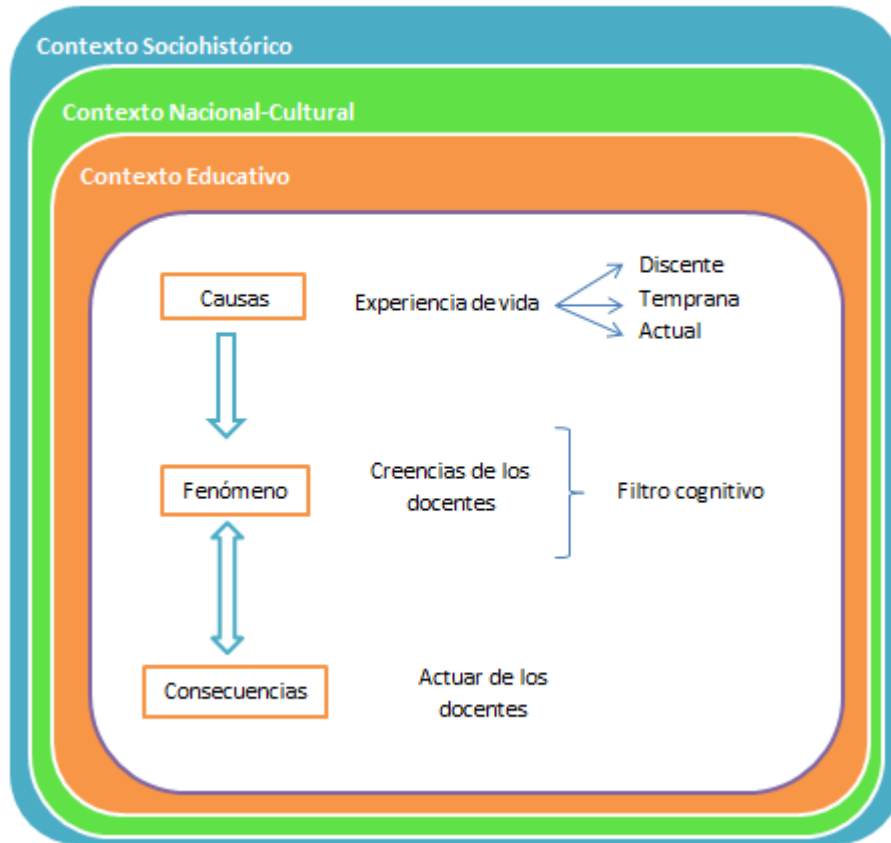 Contexto Sociohistórico
Contexto Nacional-Cultural
Contexto Educativo
Causas
Experiencia de vida
Discente
Temprana
Actual
Fenómeno
Creencias de los
docentes
Filtro cognitivo
Consecuencias
Actuar de los
docentes